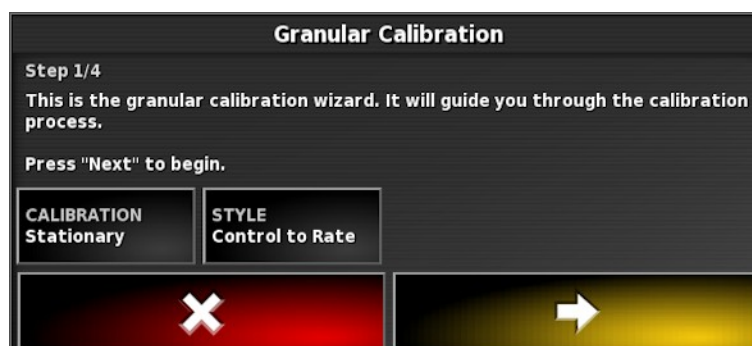 Granular Calibration
Step 1/4
This is the granular calibration wizard. It will guide you through the calibration
process.
Press "Next" to begin.
CALIBRATION
Stationary
STYLE
Control to Rate